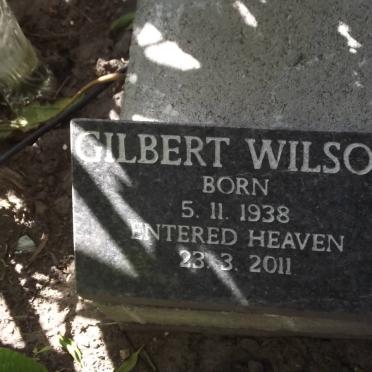 GILBERT WILSO
BORN
5. 11. 1938
ENTERED HEAVEN
23. 3. 2011